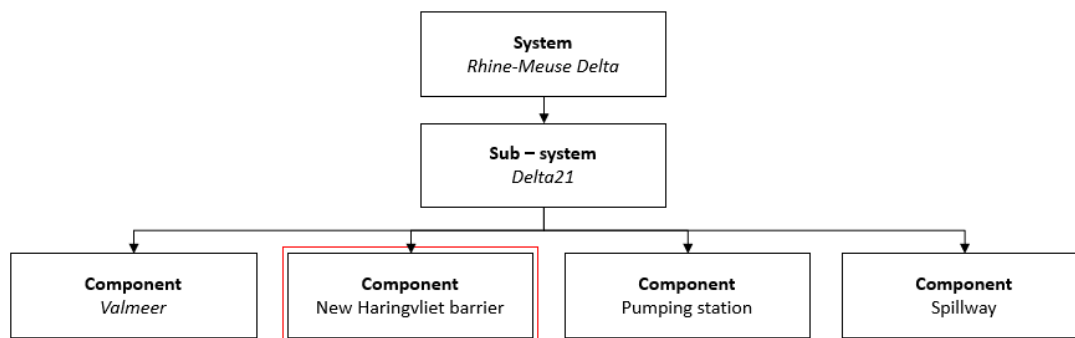 System
Rhine-Meuse Delta
Sub – system
Delta21
Component
Valmeer
Component
New Haringvliet barrier
Component
Pumping station
Component
Spillway